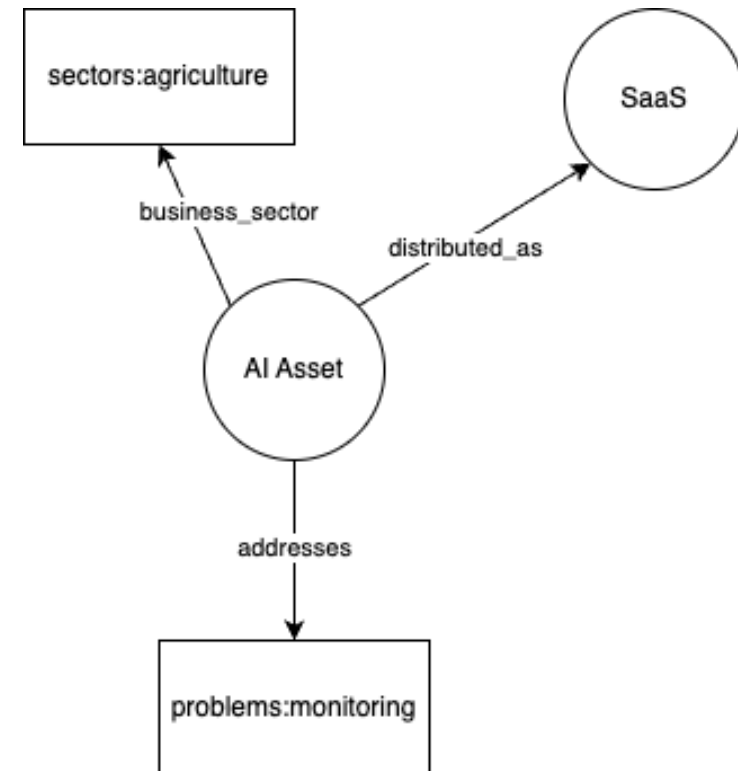 sectors:agriculture
SaaS
business_sector
distributed_as
AI Asset
addresses
problems:monitoring